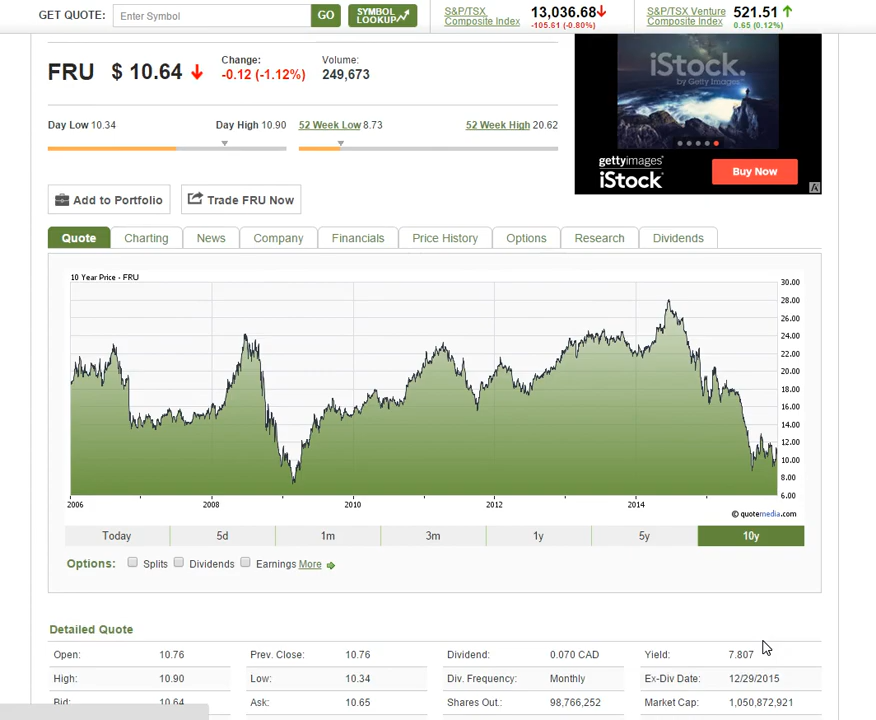 GET QUOTE: Enter Symbol GO SYMBOL LOOKUP
S&P/TSX Composite Index 13,036.68 -105.61 (-0.80%)
S&P/TSX Venture Composite Index 521.51 0.65 (0.12%)
FRU $ 10.64
Change: -0.12 (-1.12%)
Volume: 249,673
Day Low 10.34 Day High 10.90 52 Week Low 8.73 52 Week High 20.62
iStock.
by Getty Images
gettyimages
iStock
Buy Now
Add to Portfolio Trade FRU Now
Quote Charting News Company Financials Price History Options Research Dividends
10 Year Price - FRU
30.00
28.00
26.00
24.00
22.00
20.00
18.00
16.00
14.00
12.00
10.00
8.00
6.00
2006 2008 2010 2012 2014
© quotemedia.com
Today 5d 1m 3m 1y 5y 10y
Options: Splits Dividends Earnings More
Detailed Quote
Open: 10.76 Prev. Close: 10.76 Dividend: 0.070 CAD Yield: 7.807
High: 10.90 Low: 10.34 Div. Frequency: Monthly Ex-Div Date: 12/29/2015
Bid: 10.64 Ask: 10.65 Shares Out.: 98,766,252 Market Cap: 1,050,872,921